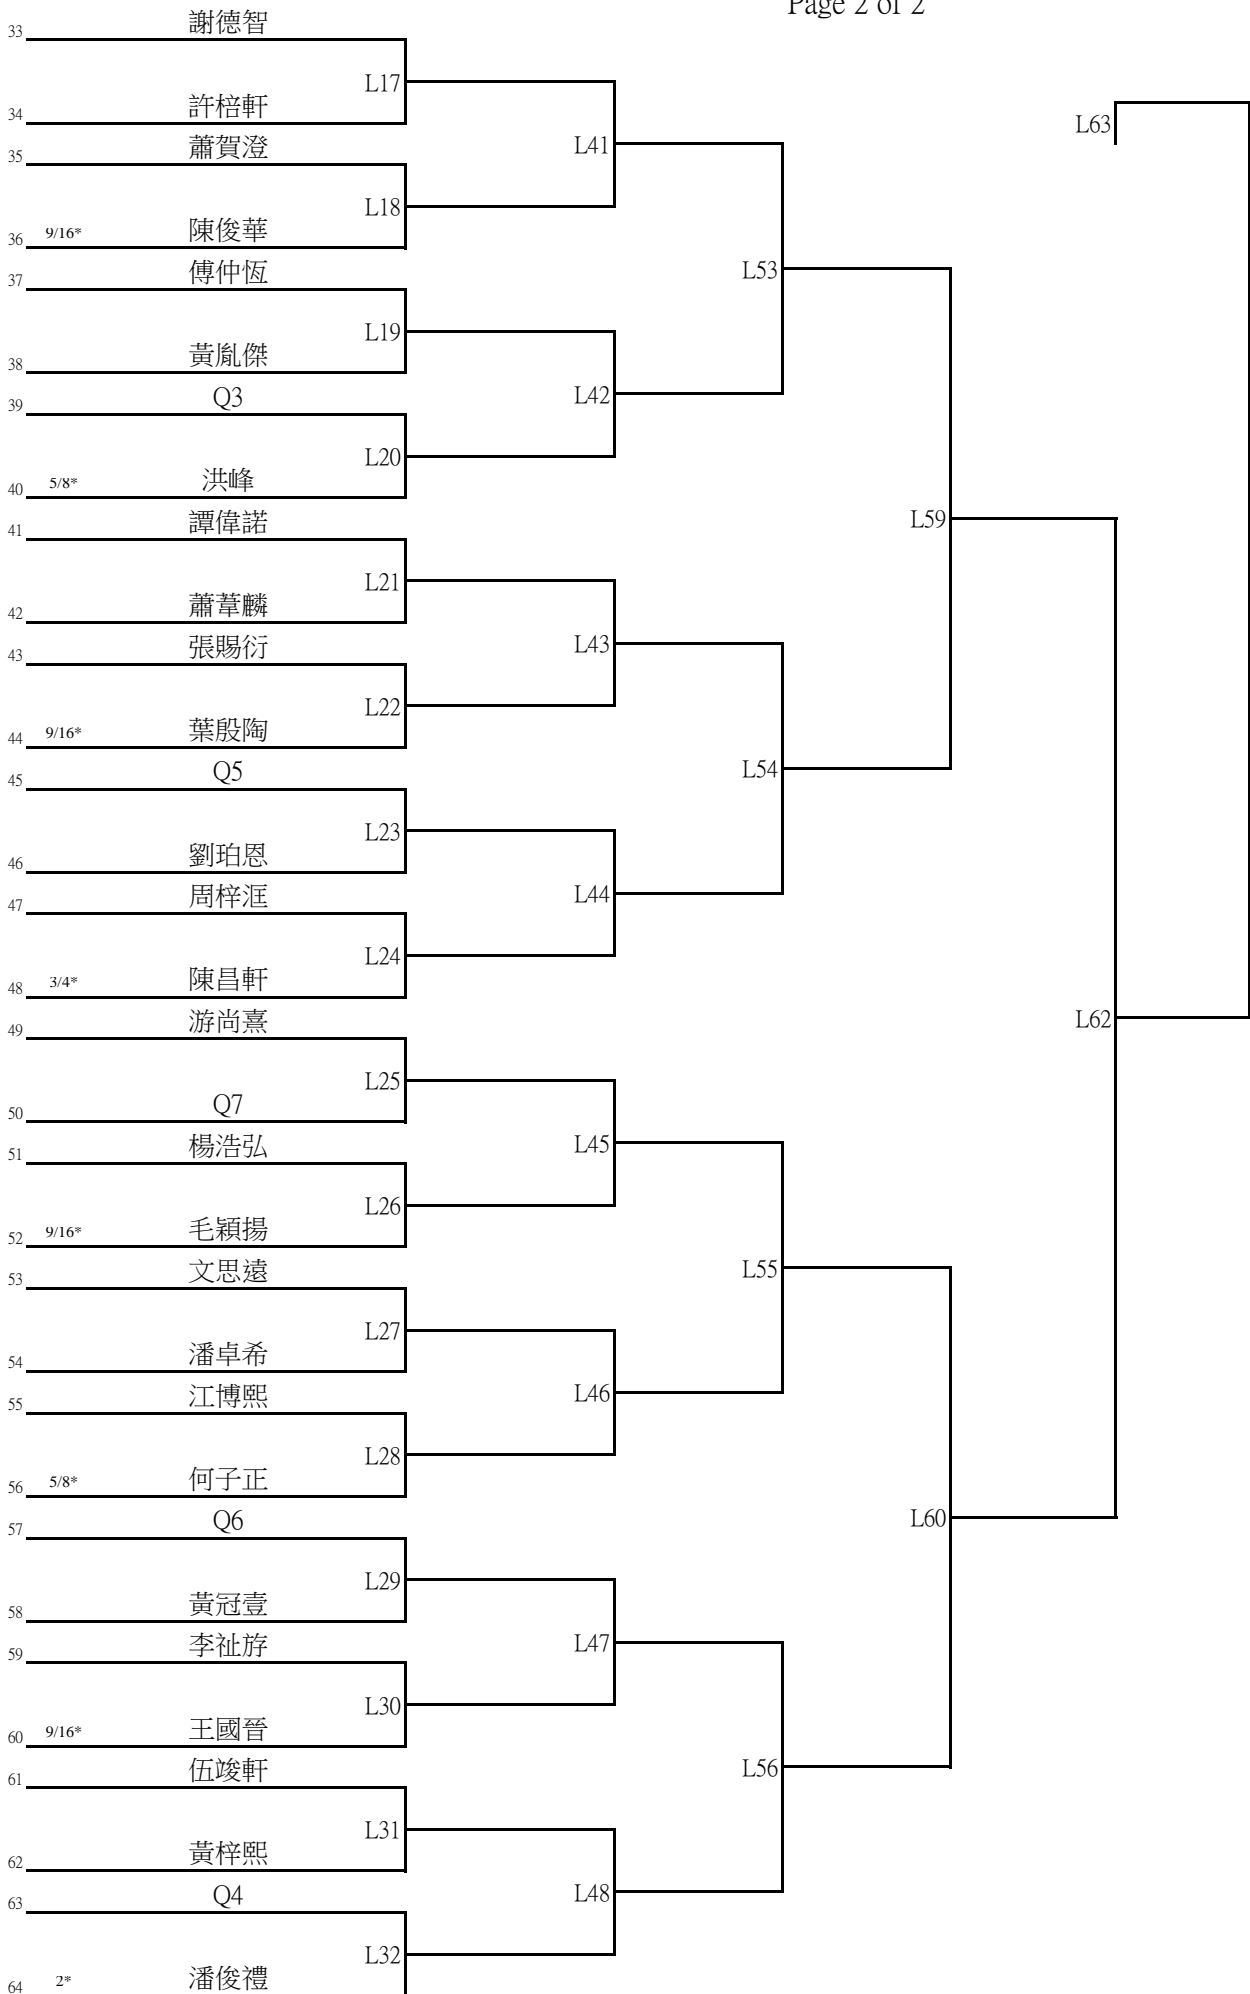 Page 2 of 2
33 謝德智
L17
34 許棓軒
L63
35 蕭賀澄
L41
L18
36 9/16* 陳俊華
37 傅仲恆
L53
L19
38 黃胤傑
39 Q3
L42
L20
40 5/8* 洪峰
41 譚偉諾
L59
L21
42 蕭葦麟
43 張賜衍
L43
L22
44 9/16* 葉殷陶
45 Q5
L54
L23
46 劉珀恩
47 周梓洭
L44
L24
48 3/4* 陳昌軒
49 游尚熹
L62
L25
50 Q7
51 楊浩弘
L45
L26
52 9/16* 毛穎揚
53 文思遠
L55
L27
54 潘卓希
55 江博熙
L46
L28
56 5/8* 何子正
57 Q6
L60
L29
58 黃冠壹
59 李祉斿
L47
L30
60 9/16* 王國晉
61 伍竣軒
L56
L31
62 黃梓熙
63 Q4
L48
L32
64 2* 潘俊禮